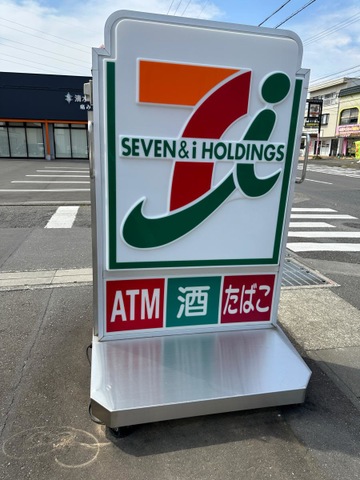 SEVEN & i HOLDINGS
ATM 酒 たばこ